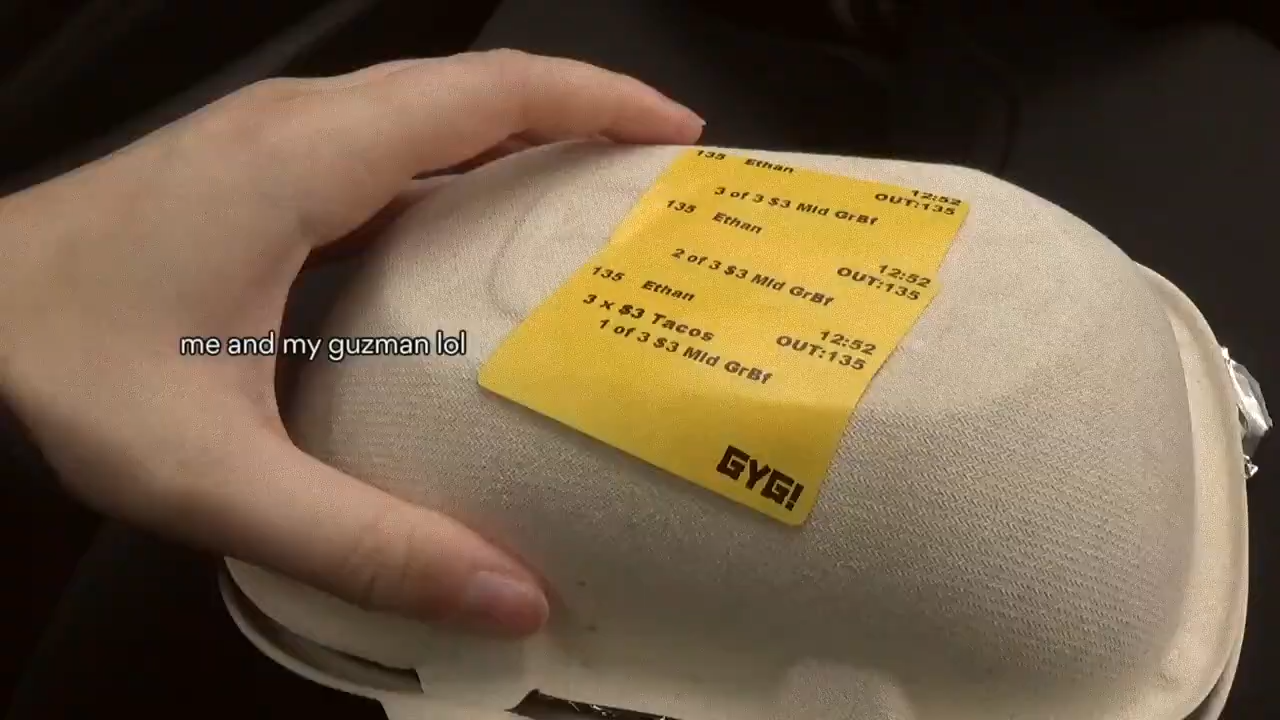 135 Ethan
12:52
3 of 3 $3 Mld GrBf OUT:135
135 Ethan
12:52
2 of 3 $3 Mld GrBf OUT:135
135 Ethan
3 x $3 Tacos 12:52
1 of 3 $3 Mld GrBf OUT:135
me and my guzman lol
GYG!